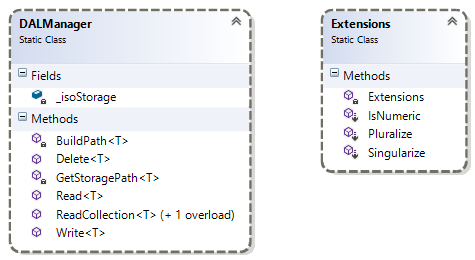 DALManager
Static Class
Fields
_isoStorage
Methods
BuildPath<T>
Delete<T>
GetStoragePath<T>
Read<T>
ReadCollection<T> (+ 1 overload)
Write<T>
Extensions
Static Class
Methods
Extensions
IsNumeric
Pluralize
Singularize